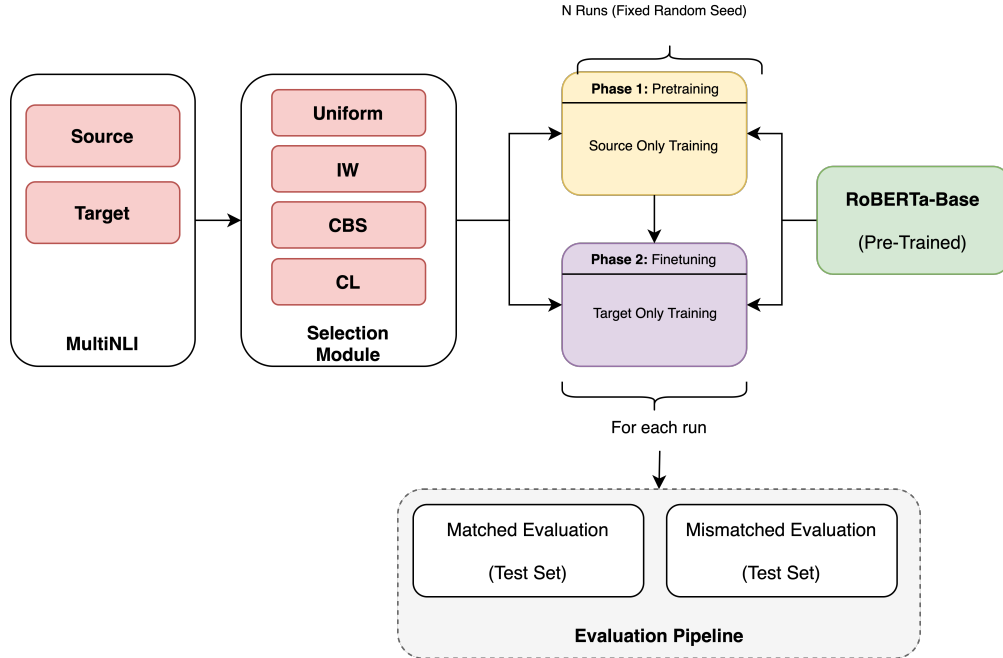 N Runs (Fixed Random Seed)
Source
Target
MultiNLI
Uniform
IW
CBS
CL
Selection
Module
Phase 1: Pretraining
Source Only Training
Phase 2: Finetuning
Target Only Training
RoBERTa-Base
(Pre-Trained)
For each run
Matched Evaluation
(Test Set)
Mismatched Evaluation
(Test Set)
Evaluation Pipeline